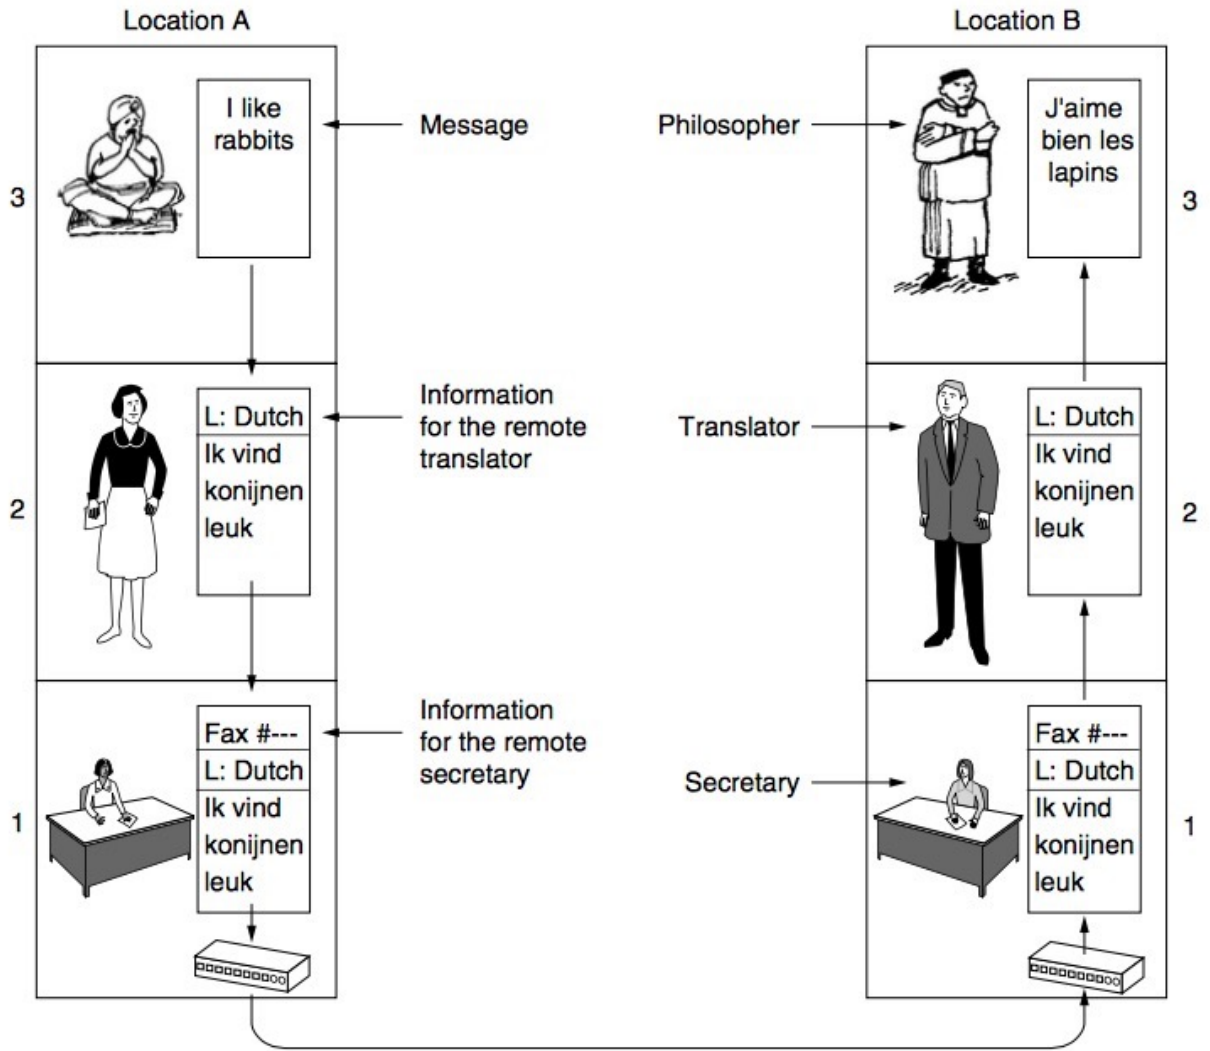 Location A
Location B
I like
rabbits
Message
Philosopher
J'aime
bien les
lapins
3
3
L: Dutch
Ik vind
konijnen
leuk
Information
for the remote
translator
Translator
L: Dutch
Ik vind
konijnen
leuk
2
2
Fax #---
L: Dutch
Ik vind
konijnen
leuk
Information
for the remote
secretary
Secretary
Fax #---
L: Dutch
Ik vind
konijnen
leuk
1
1